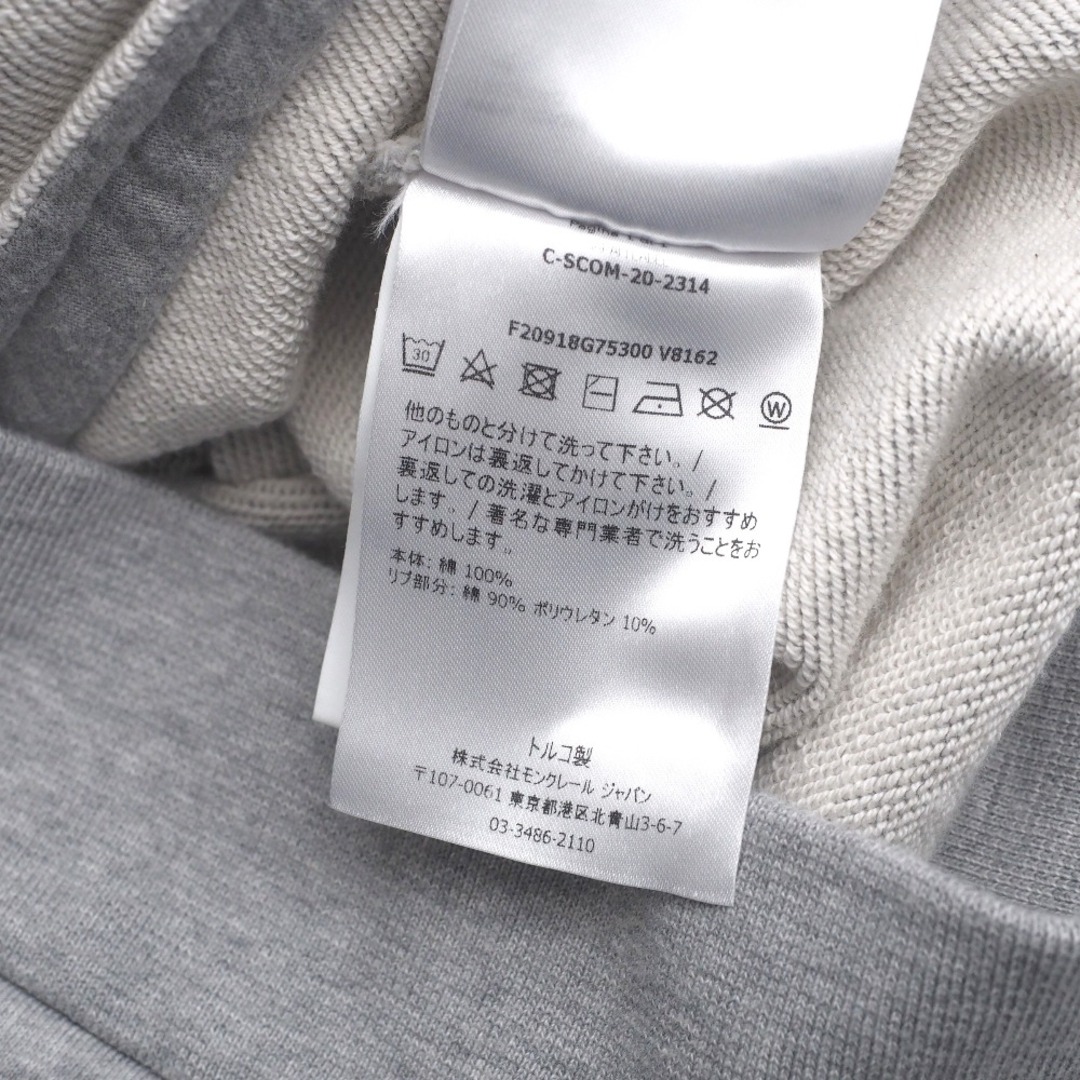 C-SCOM-20-2314
F20918G75300 V8162
30
W
他のものと分けて洗って下さい。/
アイロンは裏返してかけて下さい。/
裏返しての洗濯とアイロンがけをおすすめ
します。/ 著名な専門業者で洗うことをお
すすめします。
本体: 綿 100%
リブ部分: 綿 90% ポリウレタン 10%
トルコ製
株式会社モンクレール ジャパン
〒107-0061 東京都港区北青山3-6-7
03-3486-2110